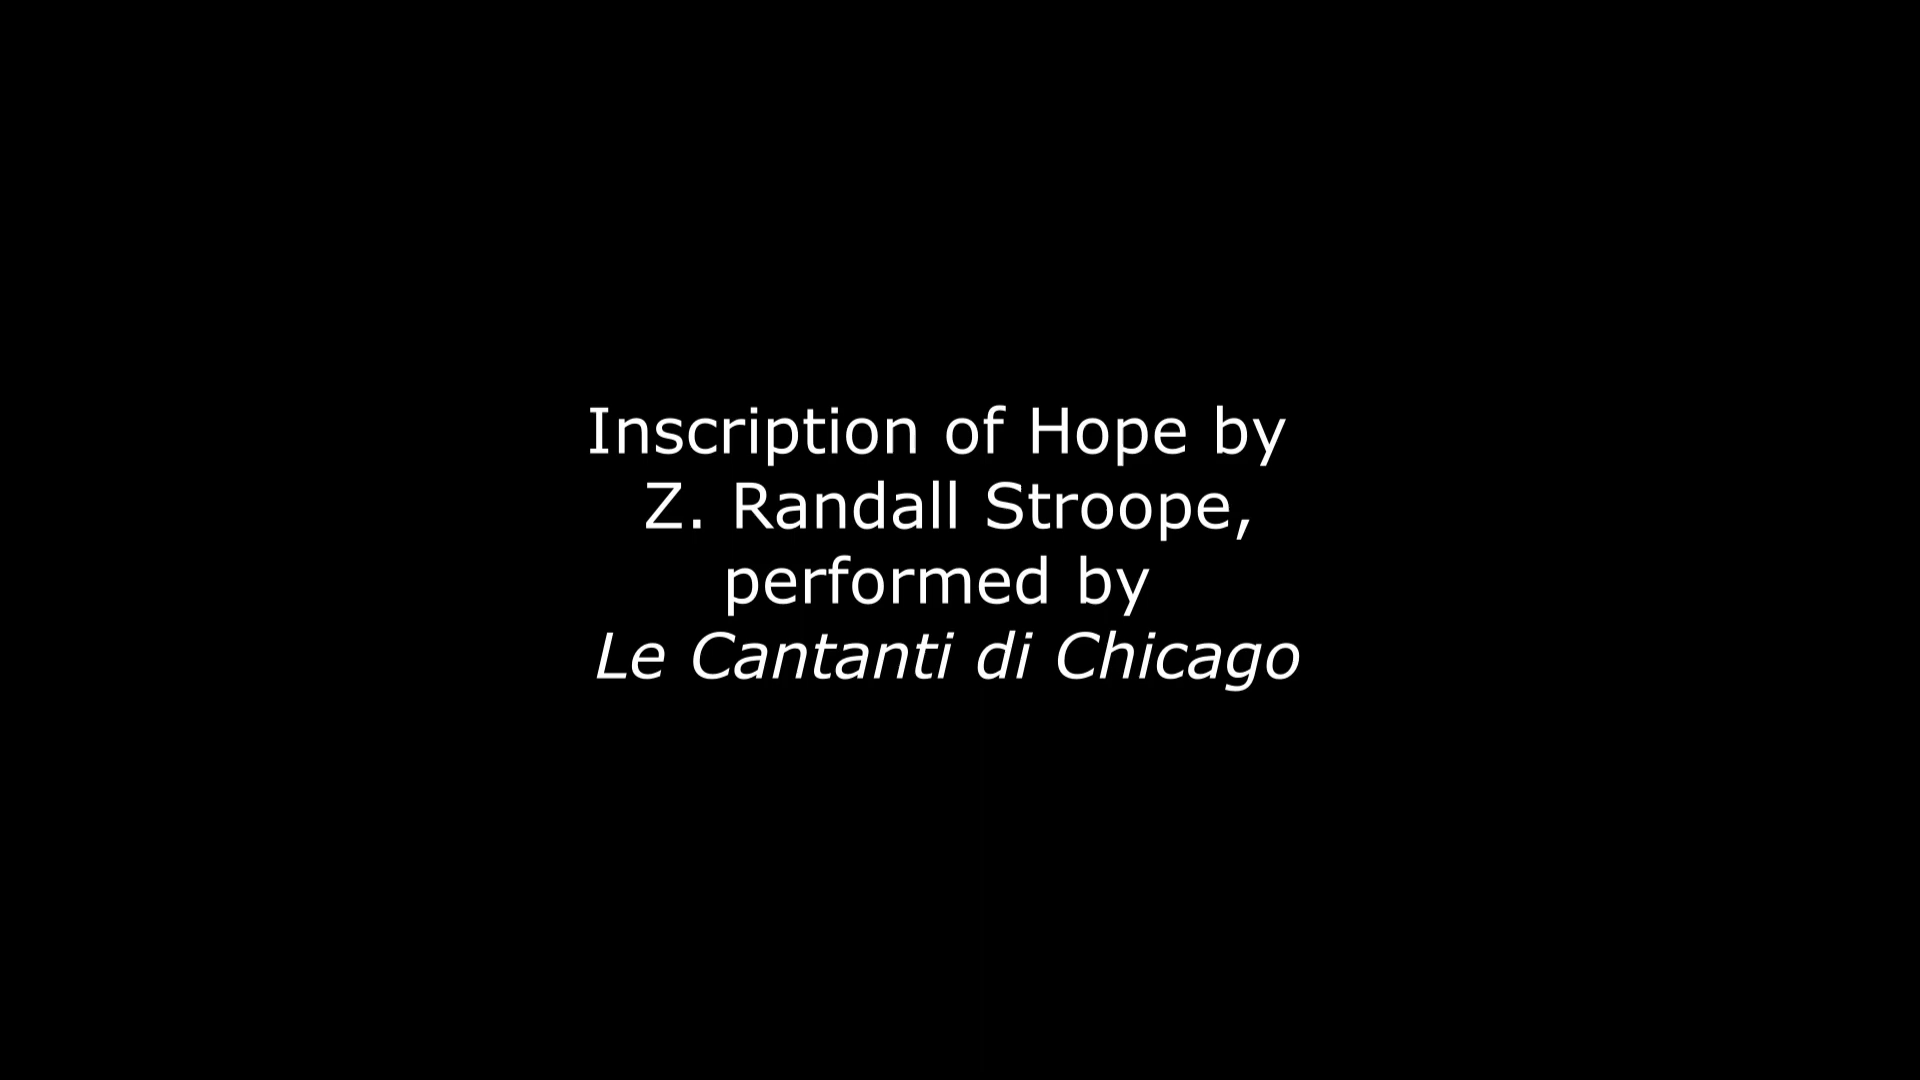 Inscription of Hope by
Z. Randall Stroope,
performed by
Le Cantanti di Chicago